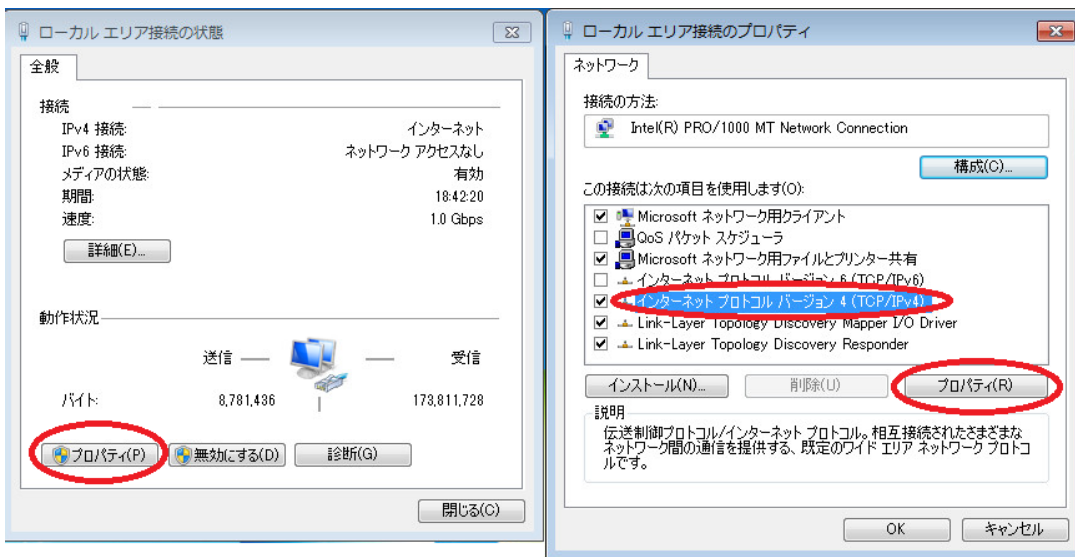 ローカル エリア接続の状態
全般
接続
IPv4 接続: インターネット
IPv6 接続: ネットワーク アクセスなし
メディアの状態: 有効
期間: 18:42:20
速度: 1.0 Gbps
詳細(E)...
動作状況
送信 受信
バイト: 8,781,436 173,811,728
プロパティ(P) 無効にする(D) 診断(G)
閉じる(C)
ローカル エリア接続のプロパティ
ネットワーク
接続の方法:
Intel(R) PRO/1000 MT Network Connection
構成(C)...
この接続は次の項目を使用します(O):
Microsoft ネットワーク用クライアント
QoS パケット スケジューラ
Microsoft ネットワーク用ファイルとプリンター共有
インターネット プロトコル バージョン 6 (TCP/IPv6)
インターネット プロトコル バージョン 4 (TCP/IPv4)
Link-Layer Topology Discovery Mapper I/O Driver
Link-Layer Topology Discovery Responder
インストール(N)... 削除(U) プロパティ(R)
説明
伝送制御プロトコル/インターネット プロトコル。相互接続されたさまざまな
ネットワーク間の通信を提供する、既定のワイド エリア ネットワーク プロトコ
ルです。
OK キャンセル